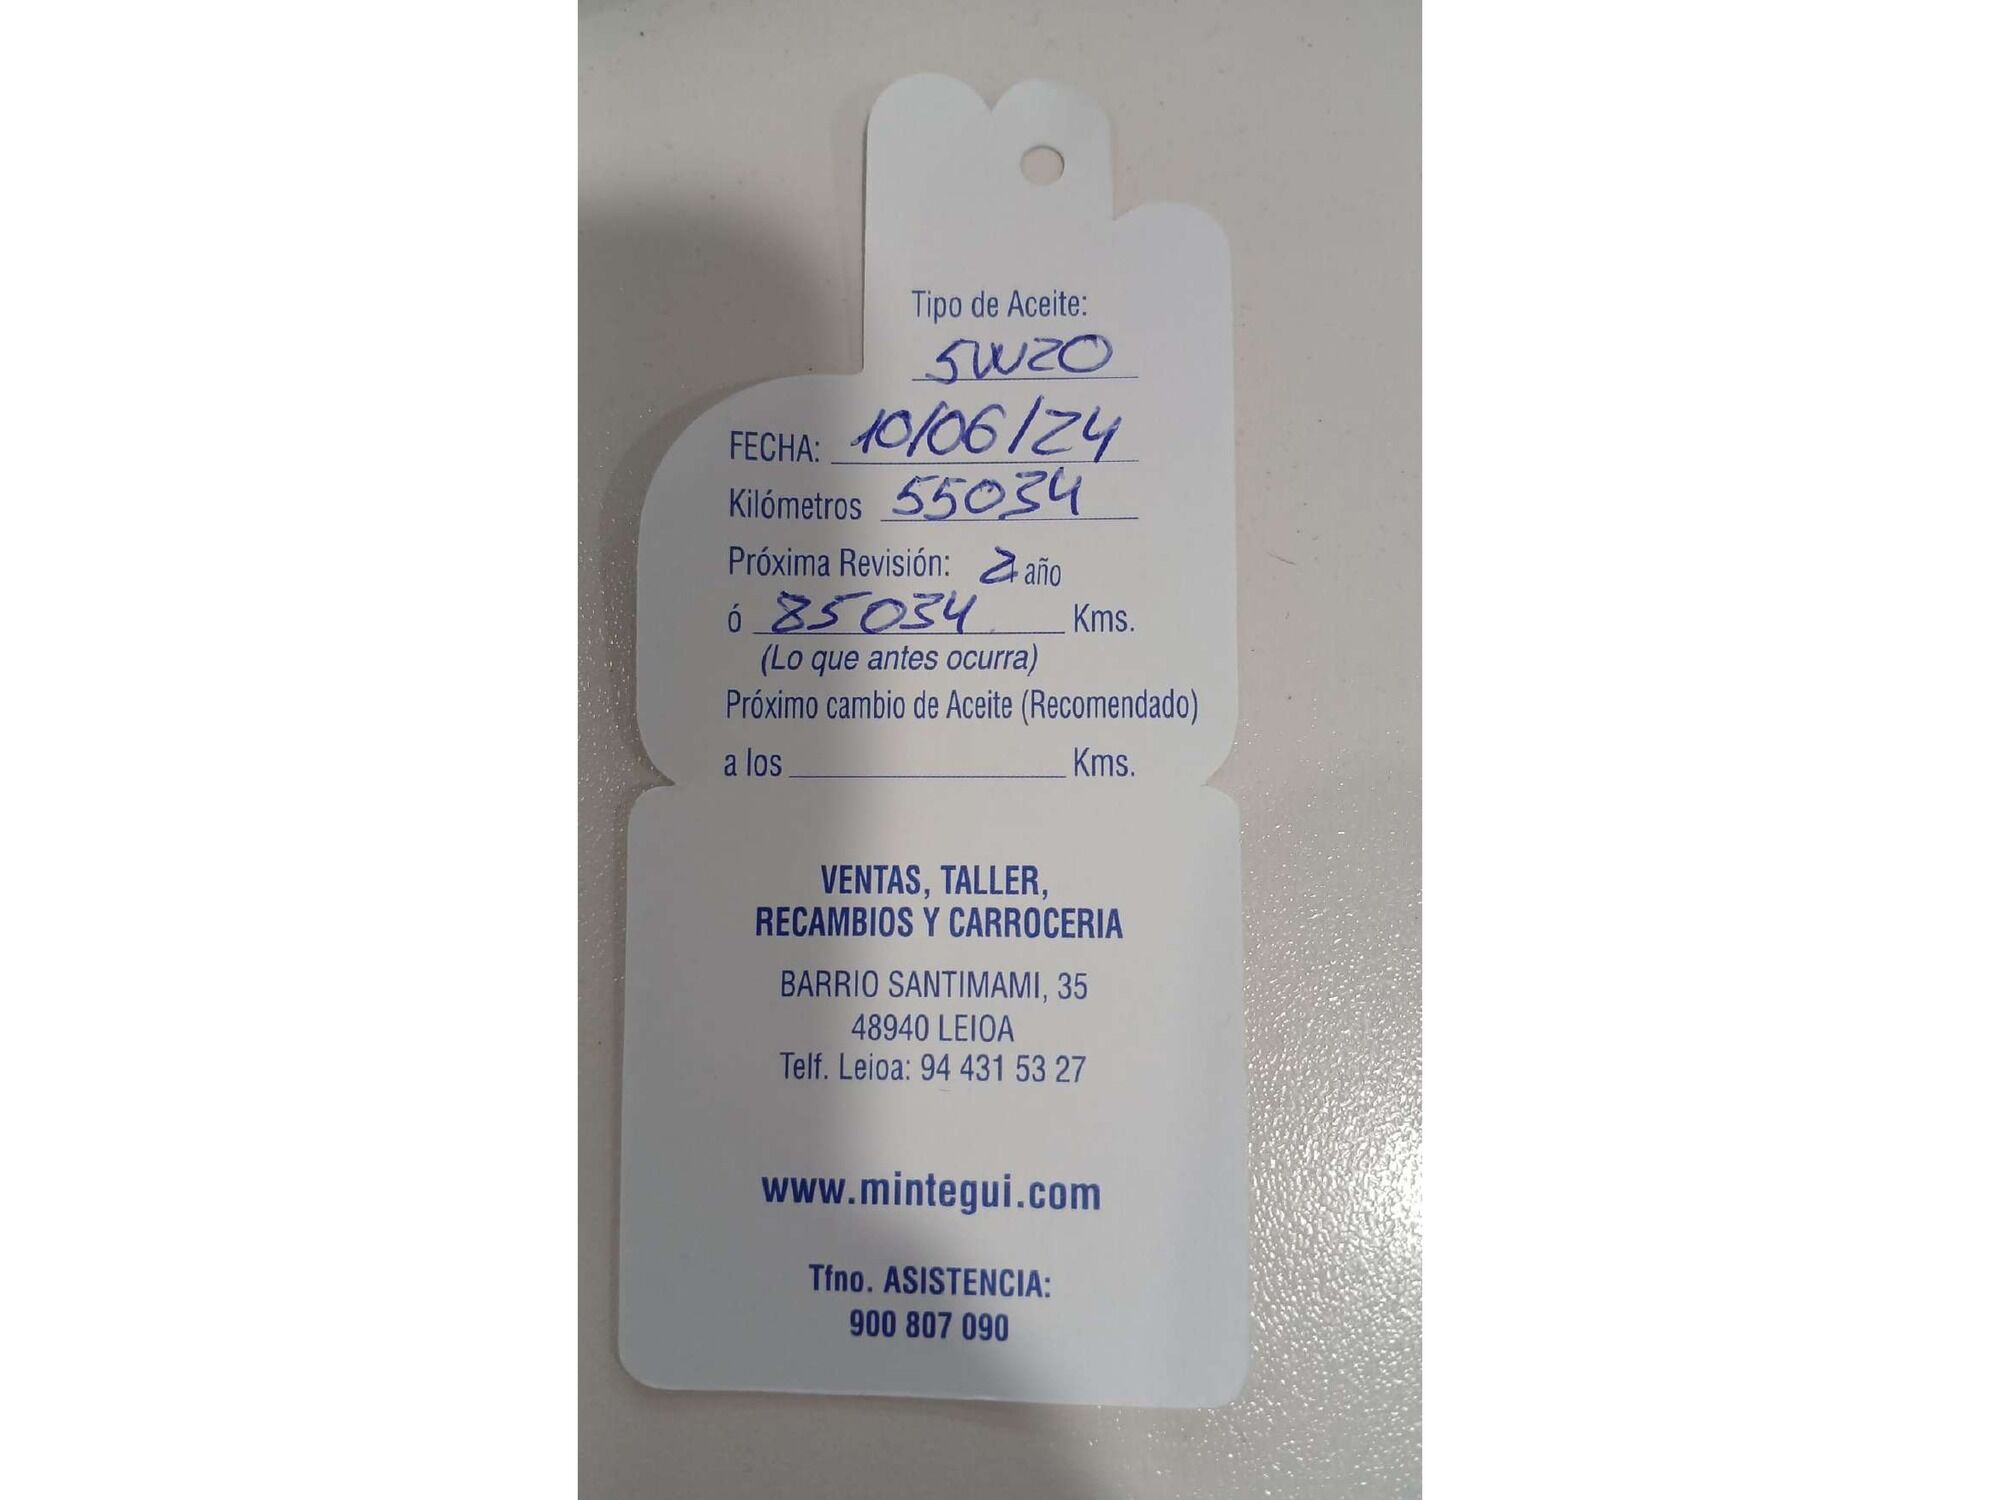 Tipo de Aceite:
5W20
FECHA: 10/06/24
Kilómetros 55034
Próxima Revisión: 2 año
ó 85034 Kms.
(Lo que antes ocurra)
Próximo cambio de Aceite (Recomendado)
a los Kms.
VENTAS, TALLER,
RECAMBIOS Y CARROCERIA
BARRIO SANTIMAMI, 35
48940 LEIOA
Telf. Leioa: 94 431 53 27
www.mintegui.com
Tfno. ASISTENCIA:
900 807 090